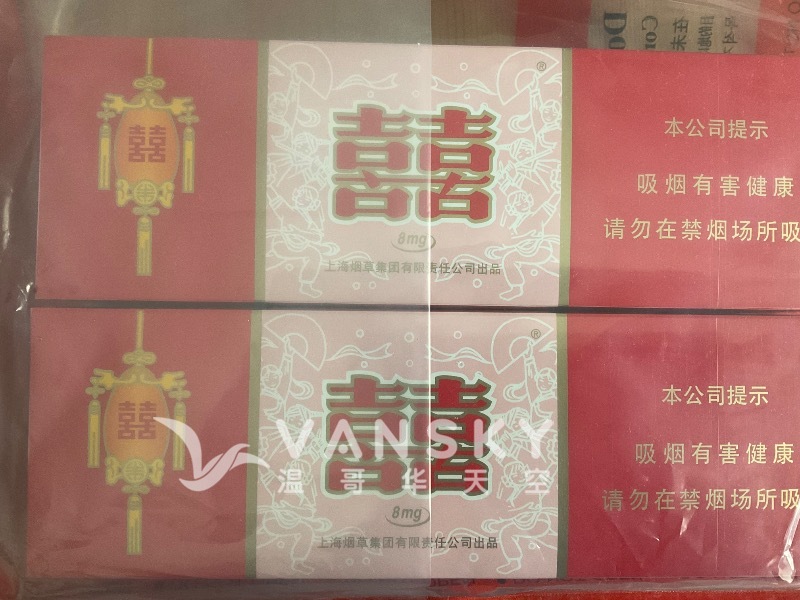 囍
囍
®
8mg
上海烟草集团有限责任公司出品
本公司提示
吸烟有害健康
请勿在禁烟场所吸
囍
囍
®
8mg
上海烟草集团有限责任公司出品
本公司提示
吸烟有害健康
请勿在禁烟场所吸
VANSKY
温哥华天空